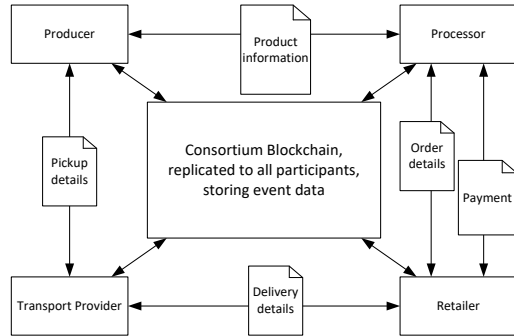 Producer
Product
information
Processor
Consortium Blockchain,
replicated to all participants,
storing event data
Pickup
details
Order
details
Payment
Transport Provider
Delivery
details
Retailer